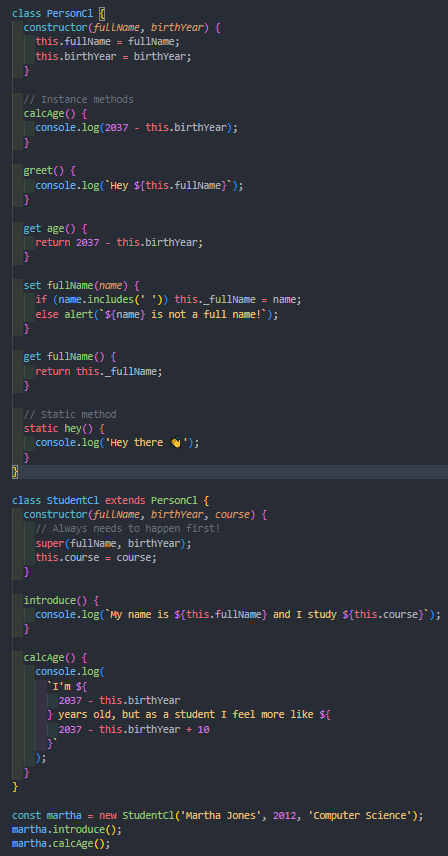 class PersonCl {
  constructor(fullName, birthYear) {
    this.fullName = fullName;
    this.birthYear = birthYear;
  }

  // Instance methods
  calcAge() {
    console.log(2037 - this.birthYear);
  }

  greet() {
    console.log(`Hey ${this.fullName}`);
  }

  get age() {
    return 2037 - this.birthYear;
  }

  set fullName(name) {
    if (name.includes(' ')) this._fullName = name;
    else alert(`${name} is not a full name!`);
  }

  get fullName() {
    return this._fullName;
  }

  // Static method
  static hey() {
    console.log('Hey there 👋');
  }
}

class StudentCl extends PersonCl {
  constructor(fullName, birthYear, course) {
    // Always needs to happen first!
    super(fullName, birthYear);
    this.course = course;
  }

  introduce() {
    console.log(`My name is ${this.fullName} and I study ${this.course}`);
  }

  calcAge() {
    console.log(
      `I'm ${
        2037 - this.birthYear
      } years old, but as a student I feel more like ${
        2037 - this.birthYear + 10
      }`
    );
  }
}

const martha = new StudentCl('Martha Jones', 2012, 'Computer Science');
martha.introduce();
martha.calcAge();